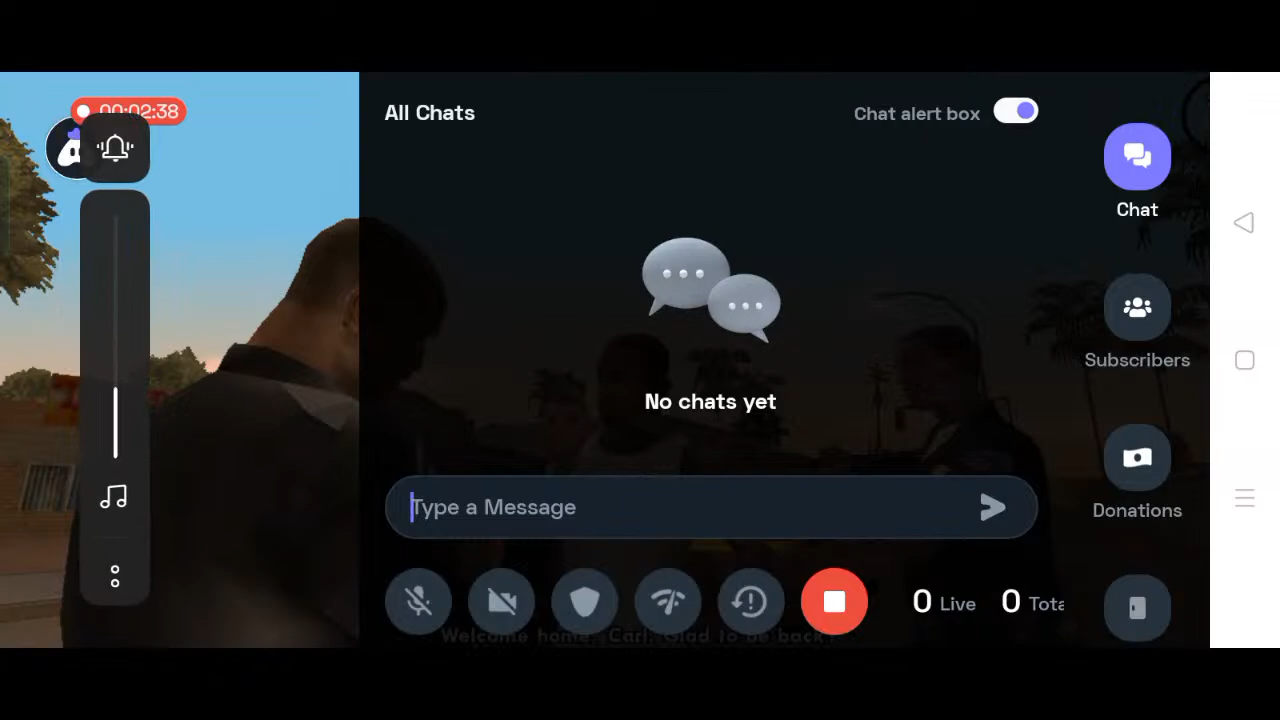 00:02:38
All Chats
Chat alert box
Chat
No chats yet
Subscribers
Type a Message
Donations
0 Live 0 Tota
Welcome home, Carl. Glad to be back?